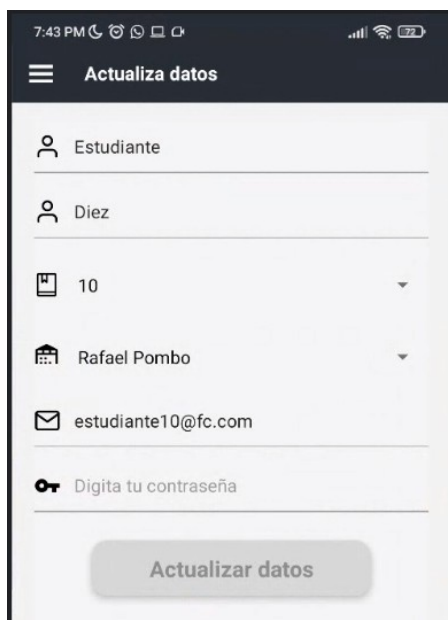 7:43 PM
72
Actualiza datos
Estudiante
Diez
10
Rafael Pombo
estudiante10@fc.com
Digita tu contraseña
Actualizar datos